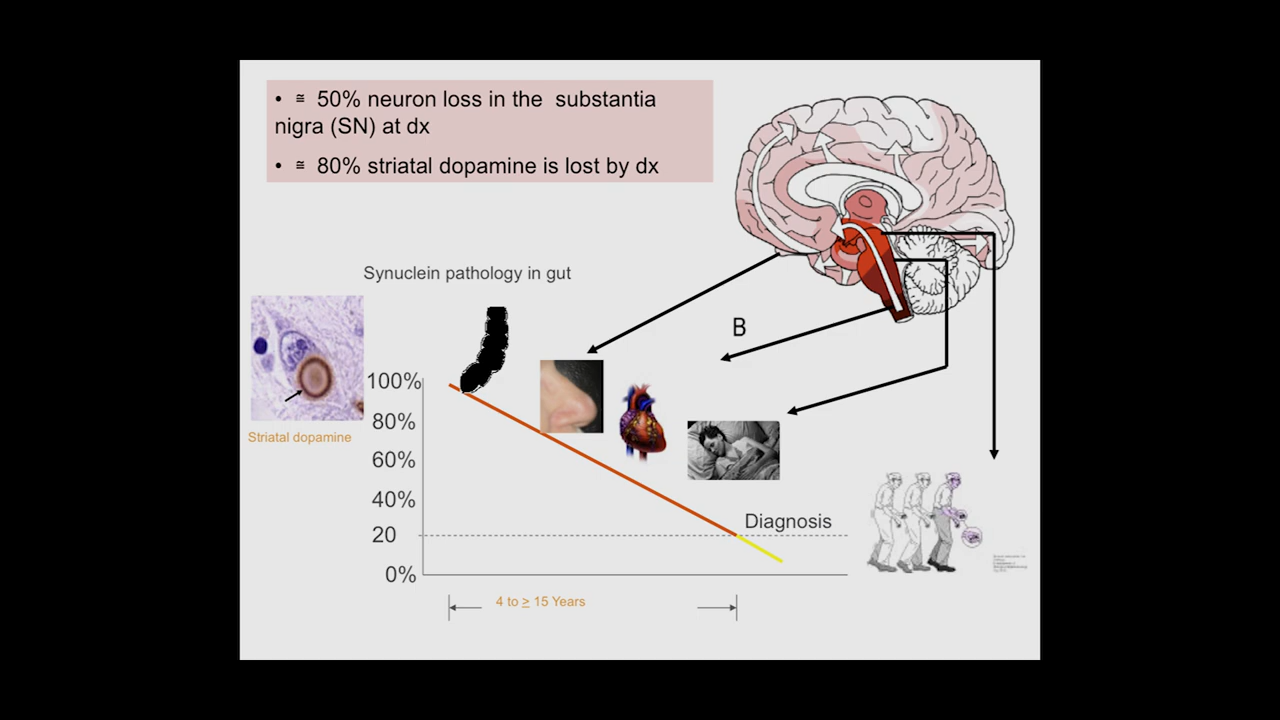 • ≅ 50% neuron loss in the substantia
nigra (SN) at dx
• ≅ 80% striatal dopamine is lost by dx
Synuclein pathology in gut
B
100%
80%
Striatal dopamine
60%
40%
Diagnosis
20
0%
4 to ≥ 15 Years